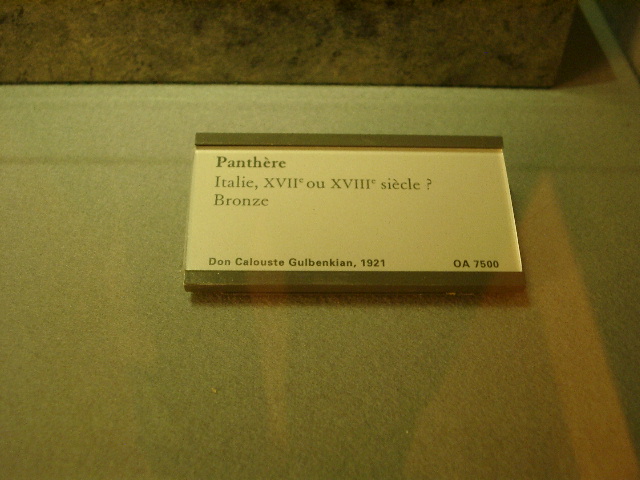 Panthère
Italie, XVIIᵉ ou XVIIIᵉ siècle ?
Bronze
Don Calouste Gulbenkian, 1921 OA 7500